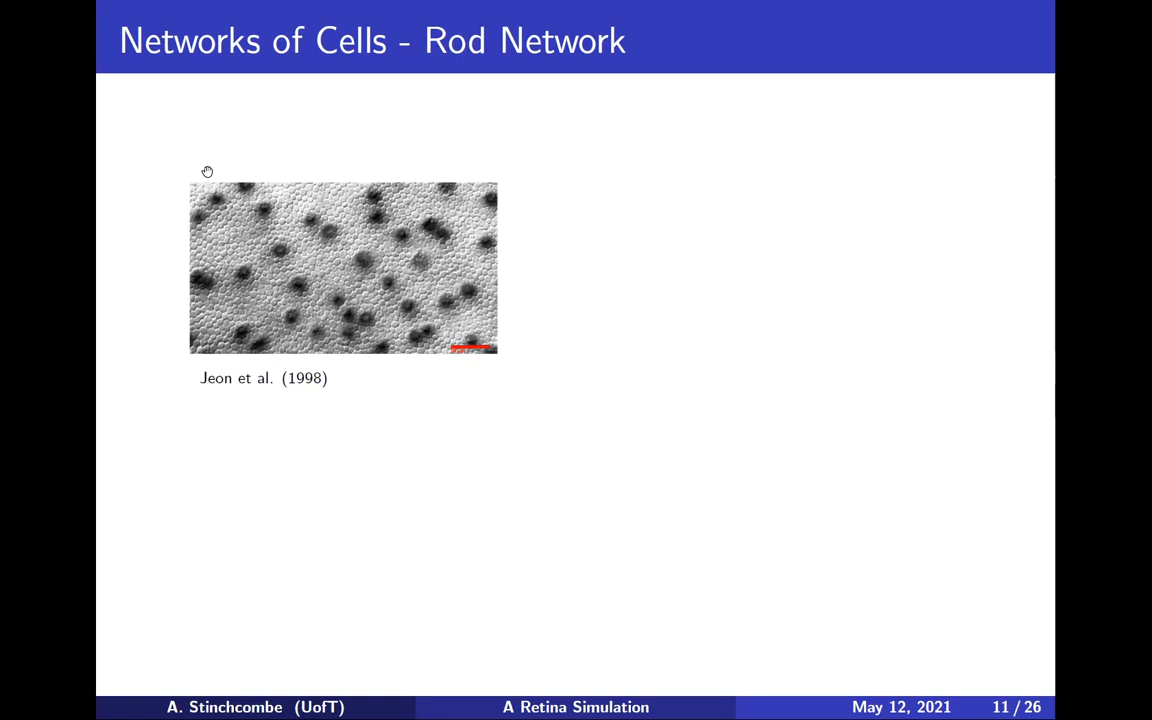 Networks of Cells - Rod Network
Jeon et al. (1998)
A. Stinchcombe (UofT)
A Retina Simulation
May 12, 2021
11 / 26